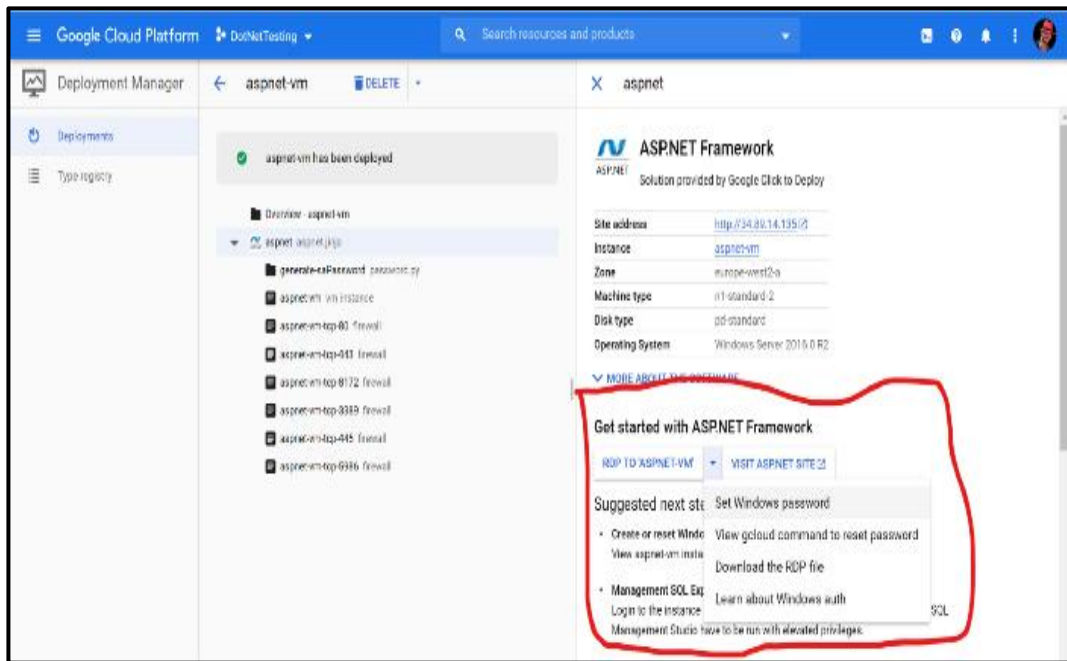 Google Cloud Platform DotNetTesting Search resources and products
Deployment Manager aspnet-vm DELETE aspnet
Deployments
Type registry
aspnet-vm has been deployed
Overview - aspnet-vm
aspnet aspnet.jinja
generate-saPassword password.py
aspnet-vm vm instance
aspnet-vm-tcp-80 firewall
aspnet-vm-tcp-443 firewall
aspnet-vm-tcp-8172 firewall
aspnet-vm-tcp-3389 firewall
aspnet-vm-tcp-445 firewall
aspnet-vm-tcp-5986 firewall
ASP.NET
ASP.NET Framework
Solution provided by Google Click to Deploy
Site address http://34.89.14.135
Instance aspnet-vm
Zone europe-west2-a
Machine type n1-standard-2
Disk type pd-standard
Operating System Windows Server 2016.0 R2
MORE ABOUT THE SOFTWARE
Get started with ASP.NET Framework
RDP TO 'ASPNET-VM' VISIT ASP.NET SITE
Suggested next ste
Set Windows password
View gcloud command to reset password
Download the RDP file
Learn about Windows auth
Create or reset Windo
View aspnet-vm insta
Management SQL Exp
Login to the instance SQL
Management Studio have to be run with elevated privileges.